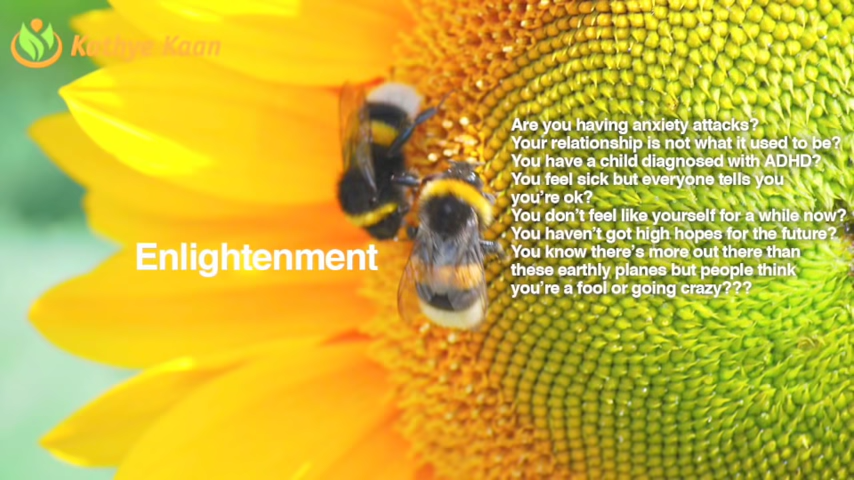 Kathye Kaan
Enlightenment
Are you having anxiety attacks?
Your relationship is not what it used to be?
You have a child diagnosed with ADHD?
You feel sick but everyone tells you
you're ok?
You don't feel like yourself for a while now?
You haven't got high hopes for the future?
You know there's more out there than
these earthly planes but people think
you're a fool or going crazy???